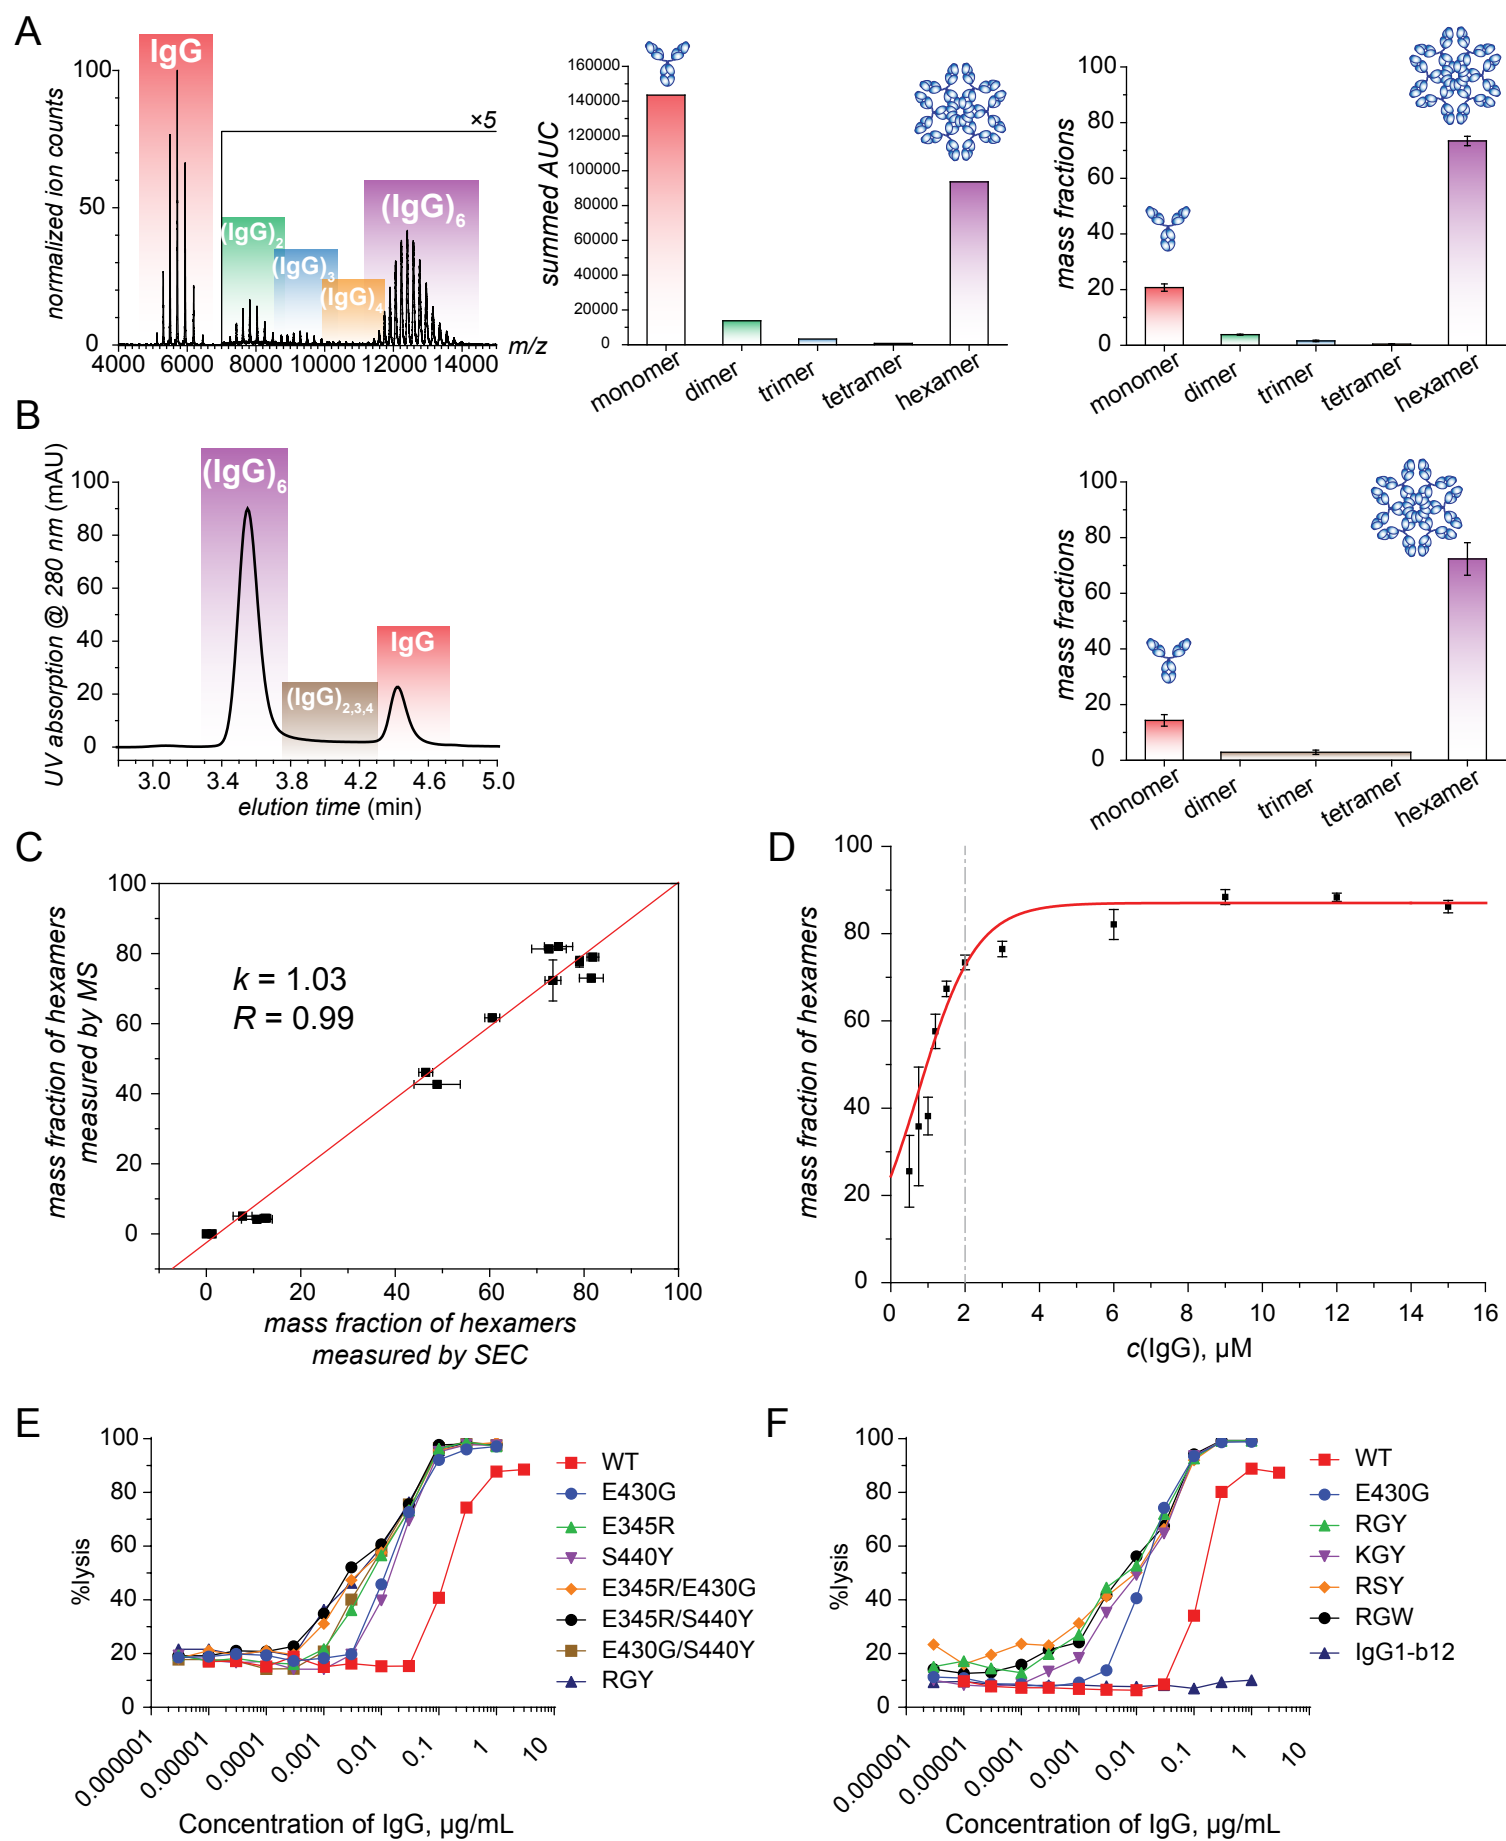 A
IgG
100
50
0
normalized ion counts
×5
(IgG)2
(IgG)3
(IgG)4
(IgG)6
4000 6000 8000 10000 12000 14000 m/z
160000
140000
120000
100000
80000
60000
40000
20000
0
summed AUC
monomer dimer trimer tetramer hexamer
100
80
60
40
20
0
mass fractions
monomer dimer trimer tetramer hexamer
B
UV absorption @ 280 nm (mAU)
100
80
60
40
20
0
(IgG)6
(IgG)2,3,4
IgG
3.0 3.4 3.8 4.2 4.6 5.0
elution time (min)
100
80
60
40
20
0
mass fractions
monomer dimer trimer tetramer hexamer
C
mass fraction of hexamers
measured by MS
100
80
60
40
20
0
k = 1.03
R = 0.99
0 20 40 60 80 100
mass fraction of hexamers
measured by SEC
D
mass fraction of hexamers
100
80
60
40
20
0
0 2 4 6 8 10 12 14 16
c(IgG), µM
E
%lysis
100
80
60
40
20
0
0.000001 0.00001 0.0001 0.001 0.01 0.1 1 10
Concentration of IgG, µg/mL
WT
E430G
E345R
S440Y
E345R/E430G
E345R/S440Y
E430G/S440Y
RGY
F
%lysis
100
80
60
40
20
0
0.000001 0.00001 0.0001 0.001 0.01 0.1 1 10
Concentration of IgG, µg/mL
WT
E430G
RGY
KGY
RSY
RGW
IgG1-b12